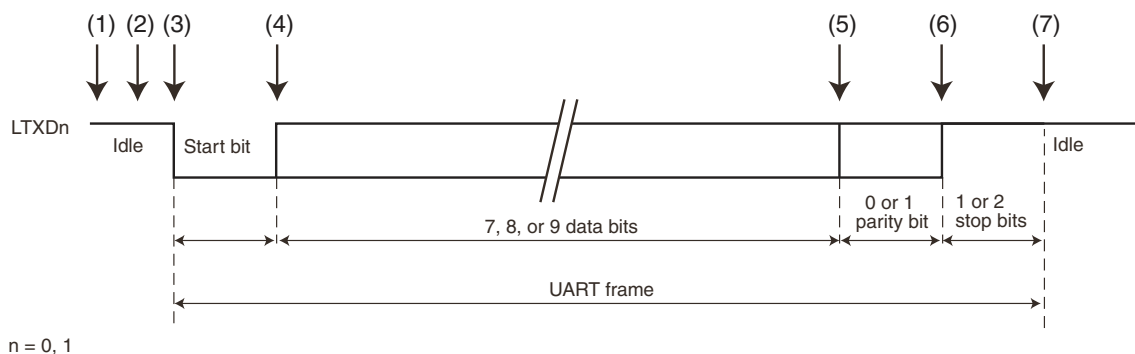 (1) (2) (3) (4) (5) (6) (7)
LTXDn
Idle
Start bit
Idle
7, 8, or 9 data bits
0 or 1
parity bit
1 or 2
stop bits
UART frame
n = 0, 1